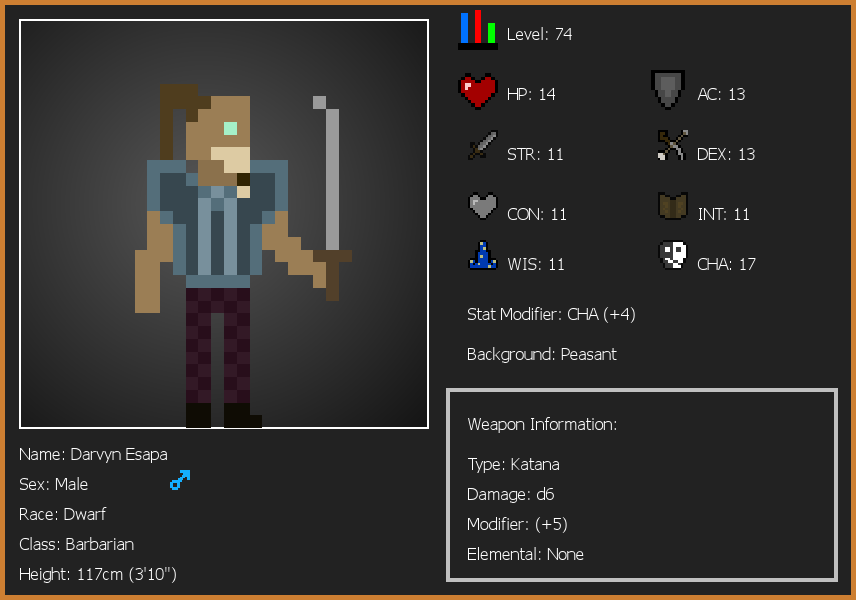 Level: 74
HP: 14
AC: 13
STR: 11
DEX: 13
CON: 11
INT: 11
WIS: 11
CHA: 17
Stat Modifier: CHA (+4)
Background: Peasant
Weapon Information:
Type: Katana
Damage: d6
Modifier: (+5)
Elemental: None
Name: Darvyn Esapa
Sex: Male
Race: Dwarf
Class: Barbarian
Height: 117cm (3'10")